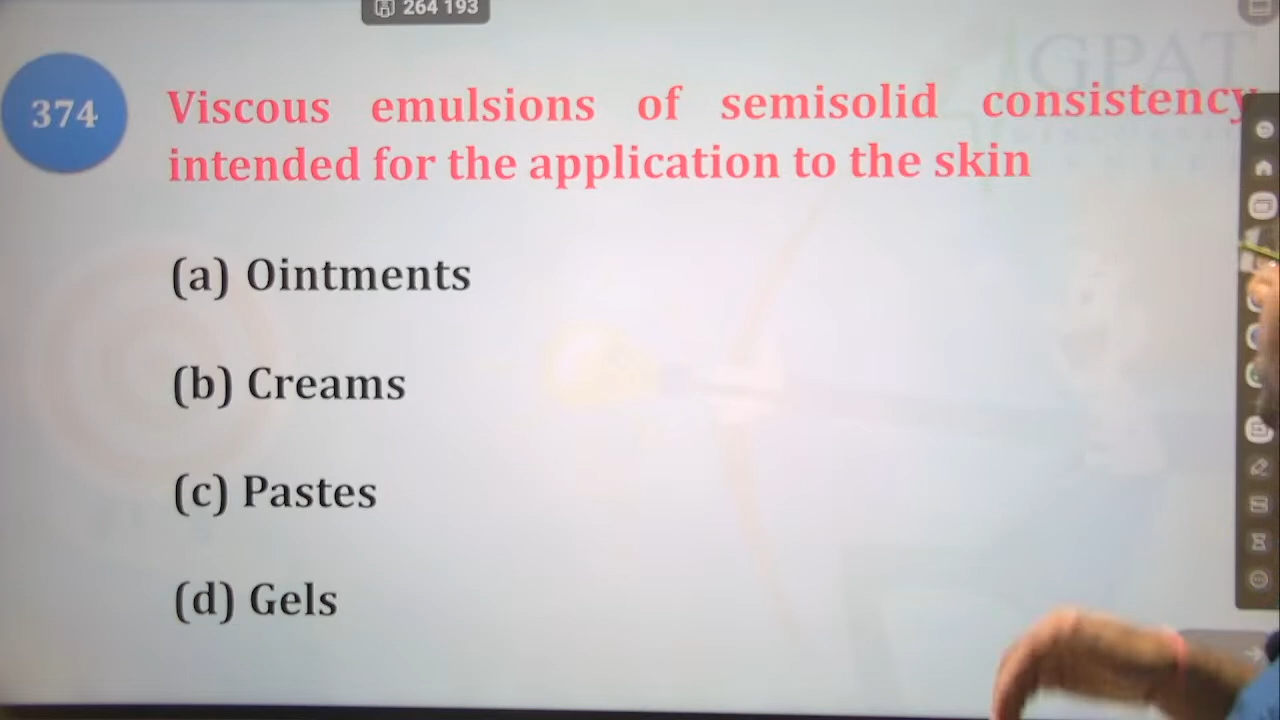 264 193
GPAT
374
Viscous emulsions of semisolid consistency
intended for the application to the skin
(a) Ointments
(b) Creams
(c) Pastes
(d) Gels